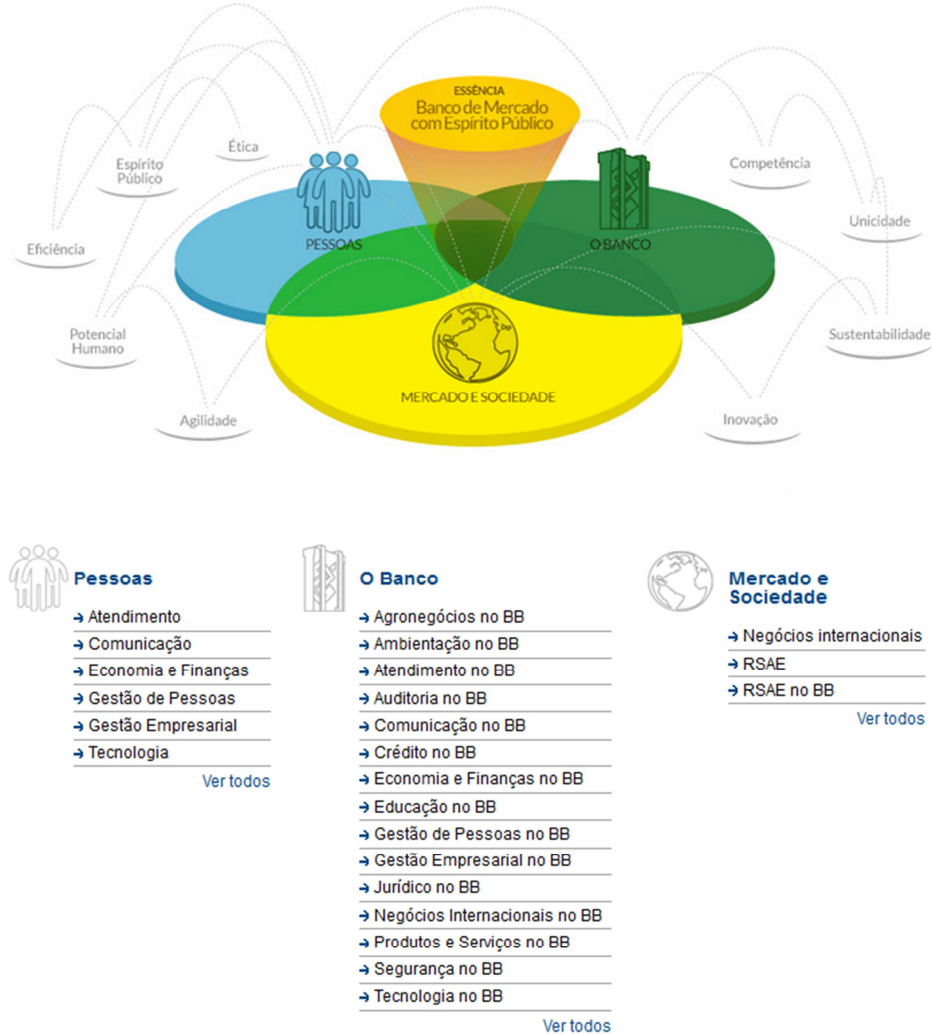 ESSÊNCIA
Banco de Mercado
com Espírito Público
Ética
Espírito
Público
Competência
Eficiência
PESSOAS
O BANCO
Unicidade
Potencial
Humano
Sustentabilidade
MERCADO E SOCIEDADE
Agilidade
Inovação
Pessoas
→ Atendimento
→ Comunicação
→ Economia e Finanças
→ Gestão de Pessoas
→ Gestão Empresarial
→ Tecnologia
Ver todos
O Banco
→ Agronegócios no BB
→ Ambientação no BB
→ Atendimento no BB
→ Auditoria no BB
→ Comunicação no BB
→ Crédito no BB
→ Economia e Finanças no BB
→ Educação no BB
→ Gestão de Pessoas no BB
→ Gestão Empresarial no BB
→ Jurídico no BB
→ Negócios Internacionais no BB
→ Produtos e Serviços no BB
→ Segurança no BB
→ Tecnologia no BB
Ver todos
Mercado e
Sociedade
→ Negócios internacionais
→ RSAE
→ RSAE no BB
Ver todos